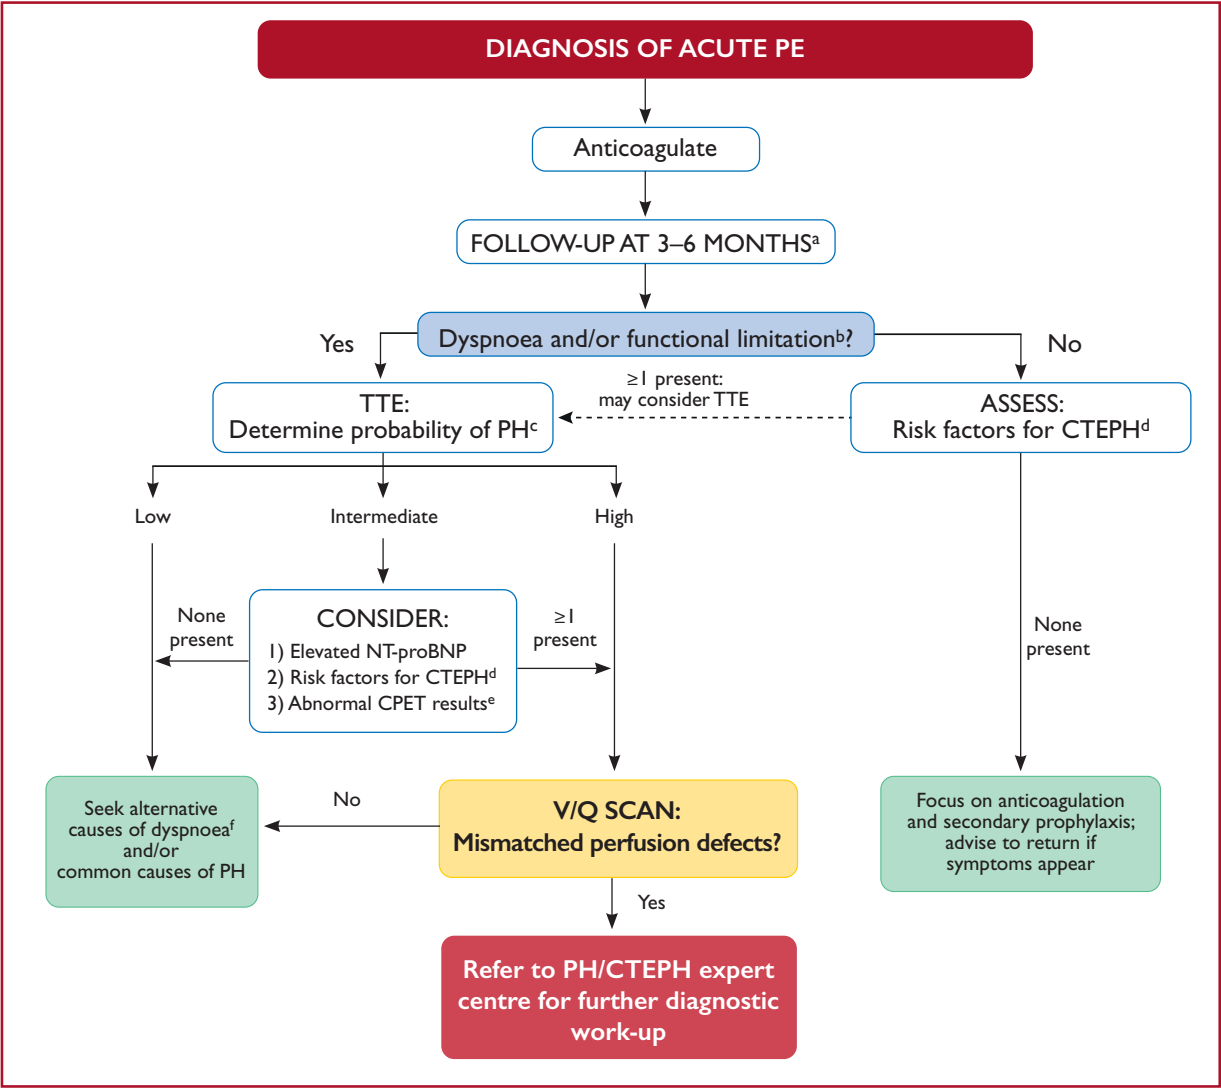 DIAGNOSIS OF ACUTE PE
Anticoagulate
FOLLOW-UP AT 3–6 MONTHSᵃ
Dyspnoea and/or functional limitationᵇ?
Yes
No
≥1 present:
may consider TTE
TTE:
Determine probability of PHᶜ
ASSESS:
Risk factors for CTEPHᵈ
Low
Intermediate
High
None
present
CONSIDER:
1) Elevated NT-proBNP
2) Risk factors for CTEPHᵈ
3) Abnormal CPET resultsᵉ
≥1
present
None
present
Seek alternative
causes of dyspnoeaᶠ
and/or
common causes of PH
No
V/Q SCAN:
Mismatched perfusion defects?
Focus on anticoagulation
and secondary prophylaxis;
advise to return if
symptoms appear
Yes
Refer to PH/CTEPH expert
centre for further diagnostic
work-up